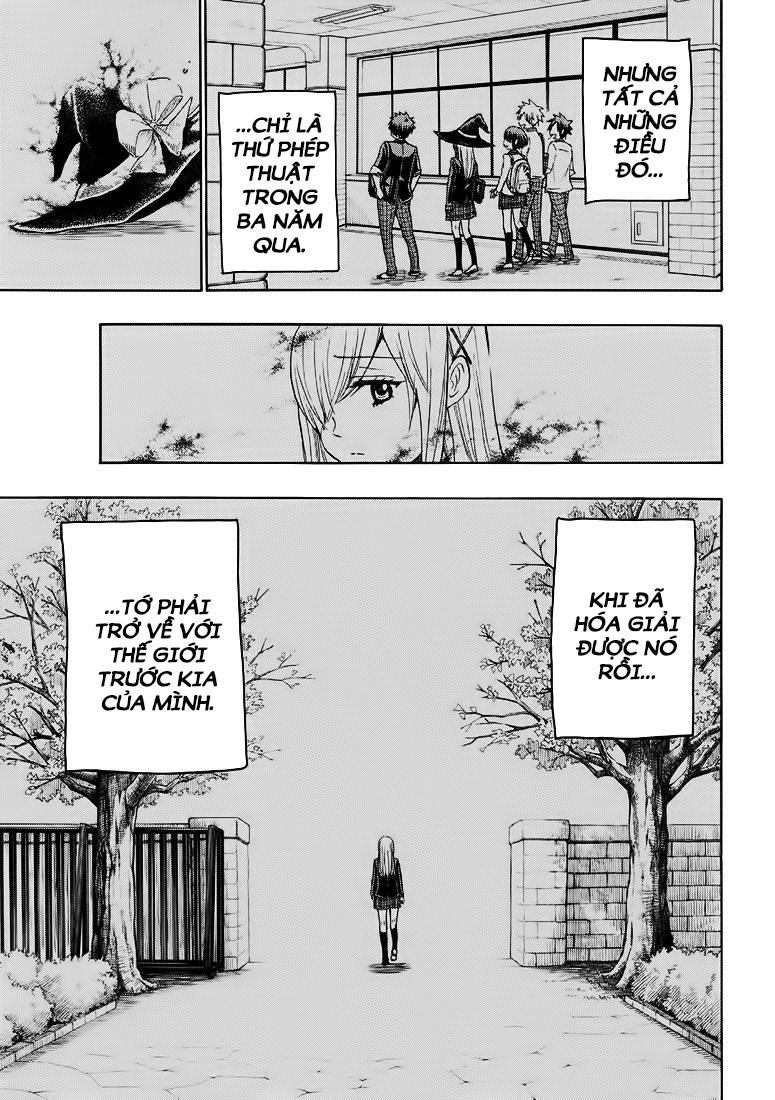 NHƯNG
TẤT CẢ
NHỮNG
ĐIỀU
ĐÓ...
...CHỈ LÀ
THỨ PHÉP
THUẬT
TRONG
BA NĂM
QUA.
KHI ĐÃ
HÓA GIẢI
ĐƯỢC NÓ
RỒI...
...TỚ PHẢI
TRỞ VỀ VỚI
THẾ GIỚI
TRƯỚC KIA
CỦA MÌNH.